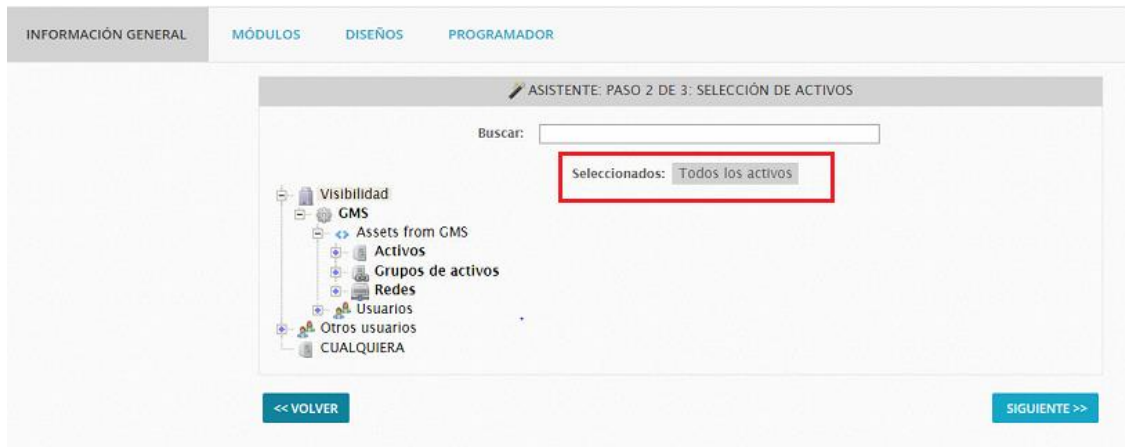 INFORMACIÓN GENERAL MÓDULOS DISEÑOS PROGRAMADOR
ASISTENTE: PASO 2 DE 3: SELECCIÓN DE ACTIVOS
Buscar:
Seleccionados: Todos los activos
Visibilidad
GMS
Assets from GMS
Activos
Grupos de activos
Redes
Usuarios
Otros usuarios
CUALQUIERA
<< VOLVER SIGUIENTE >>